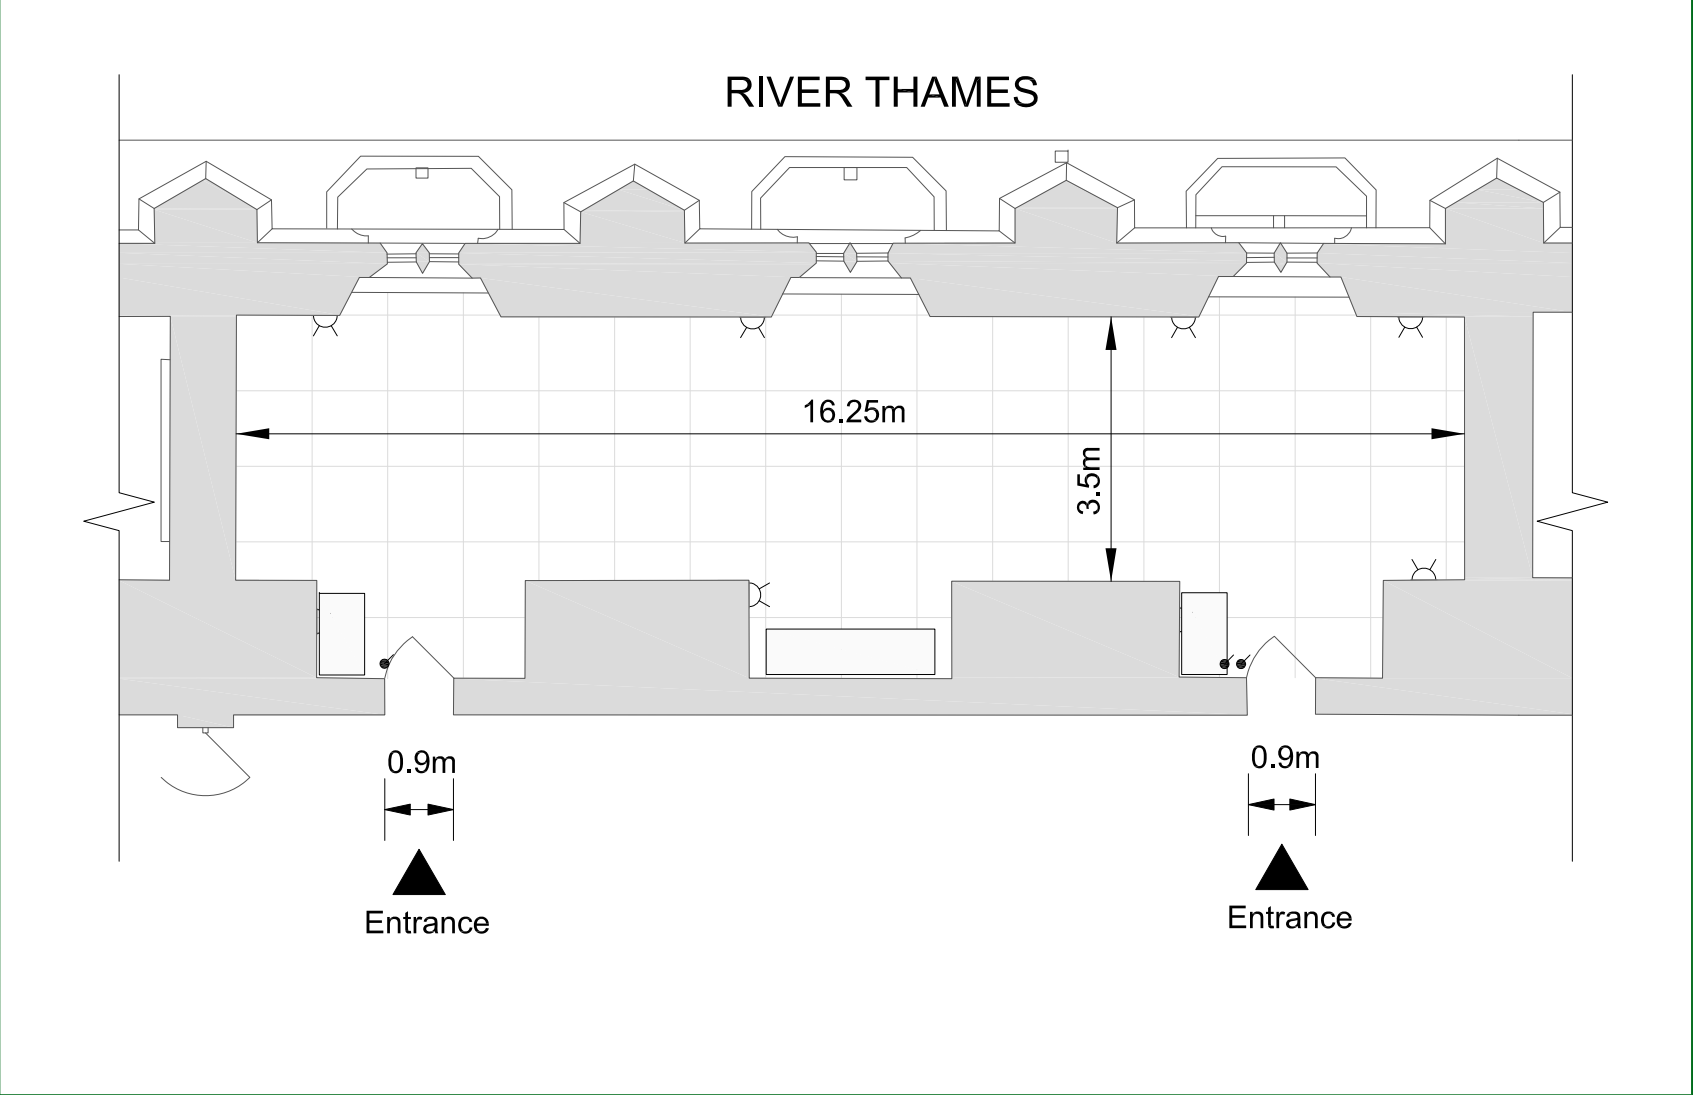 RIVER THAMES
16.25m
3.5m
0.9m
0.9m
Entrance
Entrance